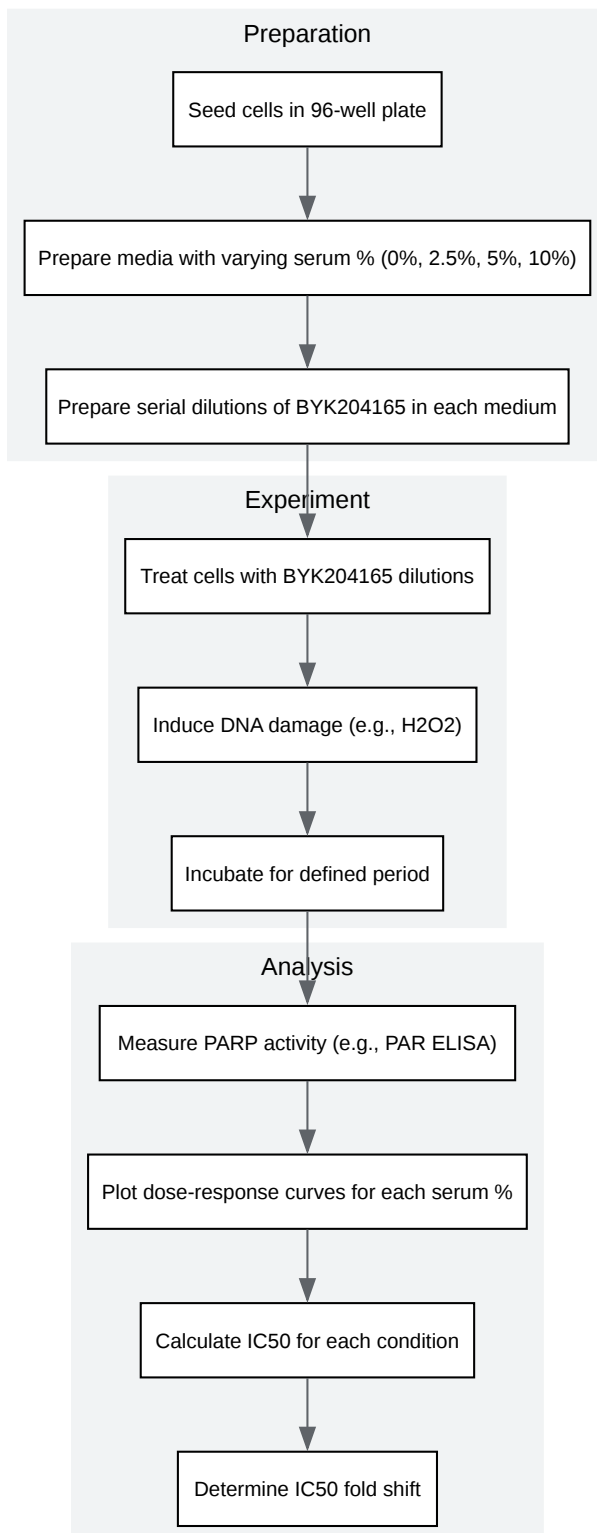 Preparation
Seed cells in 96-well plate
Prepare media with varying serum % (0%, 2.5%, 5%, 10%)
Prepare serial dilutions of BYK204165 in each medium
Experiment
Treat cells with BYK204165 dilutions
Induce DNA damage (e.g., H2O2)
Incubate for defined period
Analysis
Measure PARP activity (e.g., PAR ELISA)
Plot dose-response curves for each serum %
Calculate IC50 for each condition
Determine IC50 fold shift